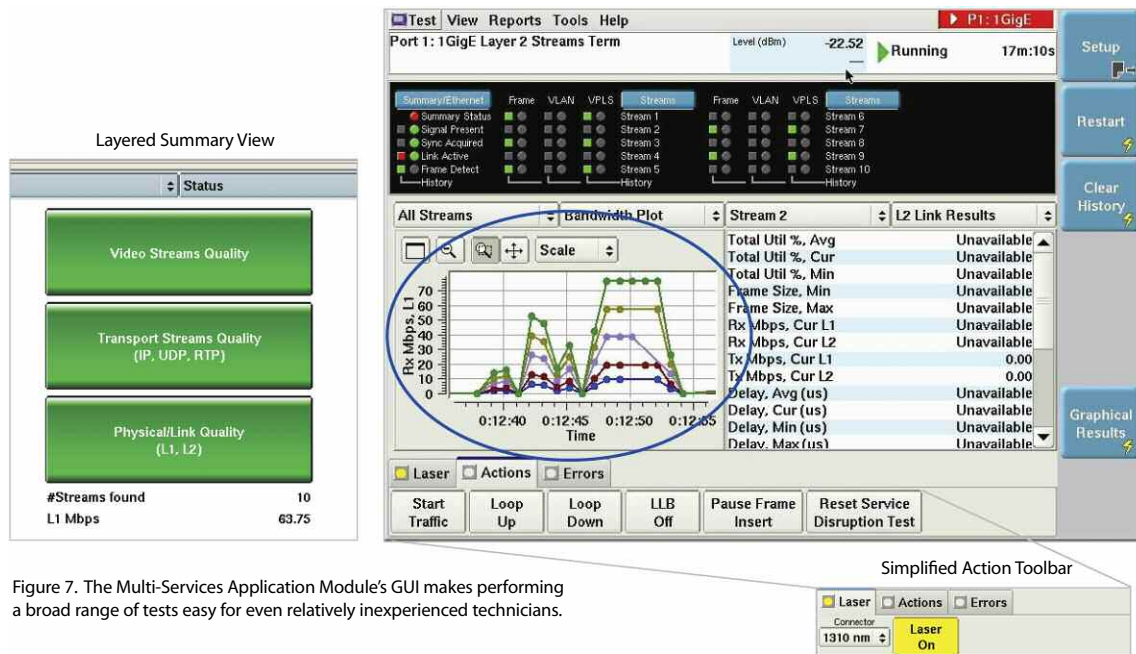 Layered Summary View
Status
Video Streams Quality
Transport Streams Quality
(IP, UDP, RTP)
Physical/Link Quality
(L1, L2)
#Streams found 10
L1 Mbps 63.75
Test View Reports Tools Help
P1: 1GigE
Port 1: 1GigE Layer 2 Streams Term
Level (dBm) -22.52
Running 17m:10s
Setup
Restart
Clear
History
Graphical
Results
Summary/Ethernet Frame VLAN VPLS Streams Frame VLAN VPLS Streams
Summary Status Stream 1 Stream 6
Signal Present Stream 2 Stream 7
Sync Acquired Stream 3 Stream 8
Link Active Stream 4 Stream 9
Frame Detect Stream 5 Stream 10
History History History
All Streams Bandwidth Plot Stream 2 L2 Link Results
Scale
Rx Mbps, L1
70
60
50
40
30
20
10
0
0:12:40 0:12:45 0:12:50 0:12:55
Time
Total Util %, Avg Unavailable
Total Util %, Cur Unavailable
Total Util %, Min Unavailable
Frame Size, Min Unavailable
Frame Size, Max Unavailable
Rx Mbps, Cur L1 Unavailable
Rx Mbps, Cur L2 Unavailable
Tx Mbps, Cur L1 0.00
Tx Mbps, Cur L2 0.00
Delay, Avg (us) Unavailable
Delay, Cur (us) Unavailable
Delay, Min (us) Unavailable
Delay, Max (us) Unavailable
Laser Actions Errors
Start
Traffic
Loop
Up
Loop
Down
LLB
Off
Pause Frame
Insert
Reset Service
Disruption Test
Simplified Action Toolbar
Laser Actions Errors
Connector
1310 nm
Laser
On
Figure 7. The Multi-Services Application Module's GUI makes performing
a broad range of tests easy for even relatively inexperienced technicians.